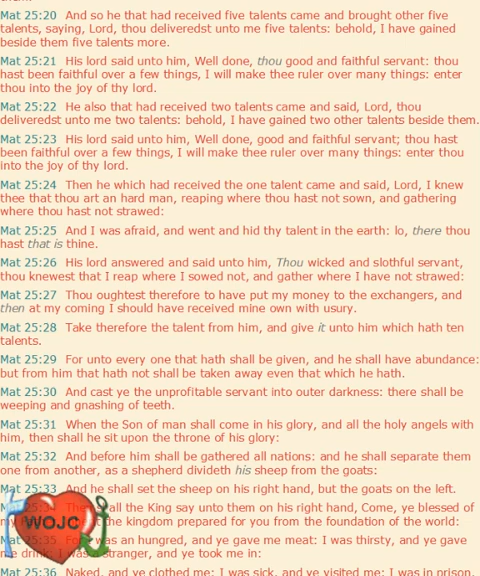 Mat 25:20 And so he that had received five talents came and brought other five
talents, saying, Lord, thou deliveredst unto me five talents: behold, I have gained
beside them five talents more.
Mat 25:21 His lord said unto him, Well done, thou good and faithful servant: thou
hast been faithful over a few things, I will make thee ruler over many things: enter
thou into the joy of thy lord.
Mat 25:22 He also that had received two talents came and said, Lord, thou
deliveredst unto me two talents: behold, I have gained two other talents beside them.
Mat 25:23 His lord said unto him, Well done, good and faithful servant; thou hast
been faithful over a few things, I will make thee ruler over many things: enter thou
into the joy of thy lord.
Mat 25:24 Then he which had received the one talent came and said, Lord, I knew
thee that thou art an hard man, reaping where thou hast not sown, and gathering
where thou hast not strawed:
Mat 25:25 And I was afraid, and went and hid thy talent in the earth: lo, there thou
hast that is thine.
Mat 25:26 His lord answered and said unto him, Thou wicked and slothful servant,
thou knewest that I reap where I sowed not, and gather where I have not strawed:
Mat 25:27 Thou oughtest therefore to have put my money to the exchangers, and
then at my coming I should have received mine own with usury.
Mat 25:28 Take therefore the talent from him, and give it unto him which hath ten
talents.
Mat 25:29 For unto every one that hath shall be given, and he shall have abundance:
but from him that hath not shall be taken away even that which he hath.
Mat 25:30 And cast ye the unprofitable servant into outer darkness: there shall be
weeping and gnashing of teeth.
Mat 25:31 When the Son of man shall come in his glory, and all the holy angels with
him, then shall he sit upon the throne of his glory:
Mat 25:32 And before him shall be gathered all nations: and he shall separate them
one from another, as a shepherd divideth his sheep from the goats:
Mat 25:33 And he shall set the sheep on his right hand, but the goats on the left.
shall the King say unto them on his right hand, Come, ye blessed of
the kingdom prepared for you from the foundation of the world:
WOJC
Mat 25:35 was an hungred, and ye gave me meat: I was thirsty, and ye gave
me drink: I was a stranger, and ye took me in:
Mat 25:36 Naked, and ye clothed me: I was sick, and ye visited me: I was in prison,